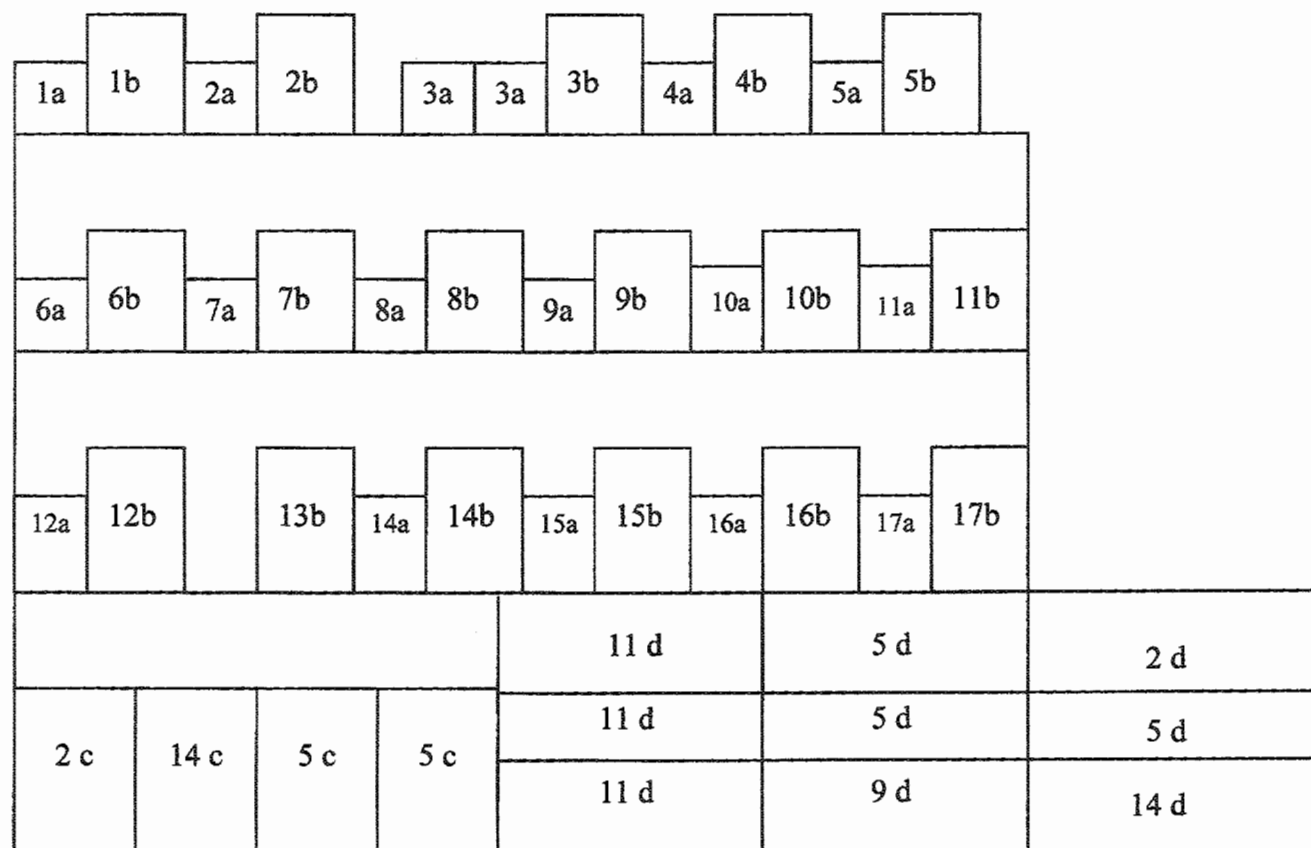 1a 1b 2a 2b 3a 3a 3b 4a 4b 5a 5b
6a 6b 7a 7b 8a 8b 9a 9b 10a 10b 11a 11b
12a 12b 13b 14a 14b 15a 15b 16a 16b 17a 17b
11 d 5 d 2 d
11 d 5 d 5 d
2 c 14 c 5 c 5 c
11 d 9 d 14 d